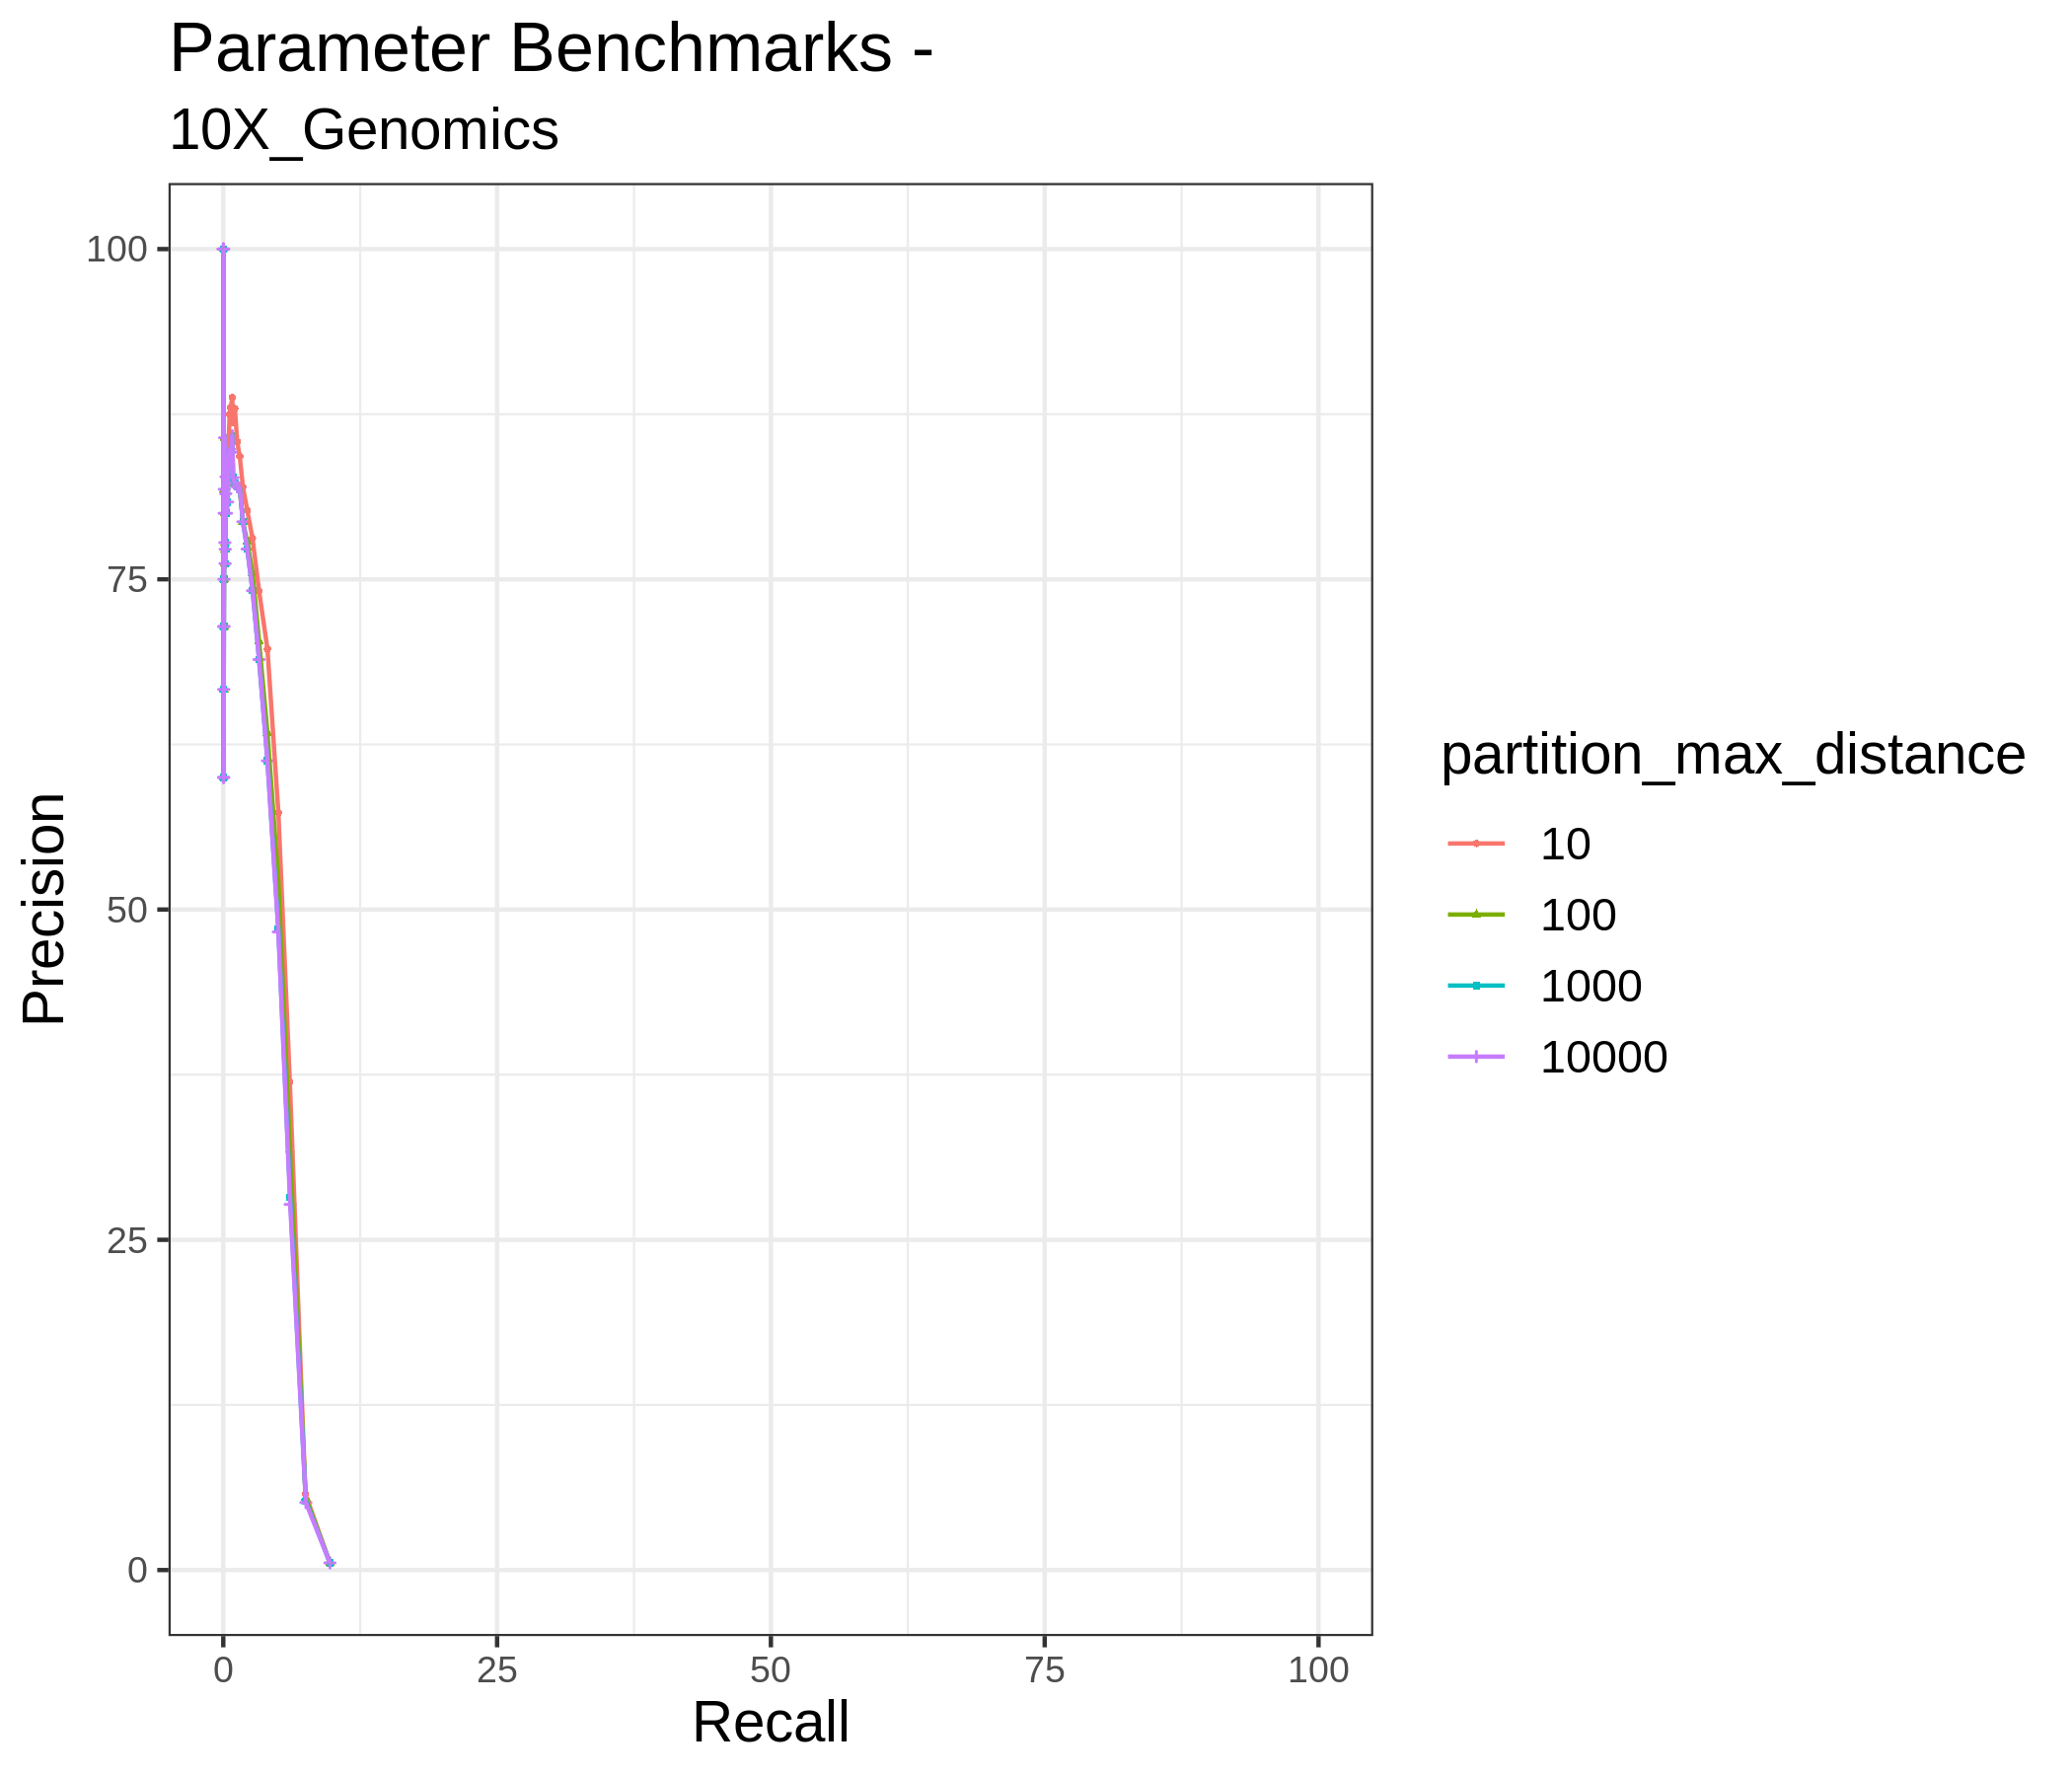 Parameter Benchmarks -
10X_Genomics
100
75
50
25
0
Precision
0 25 50 75 100
Recall
partition_max_distance
10
100
1000
10000